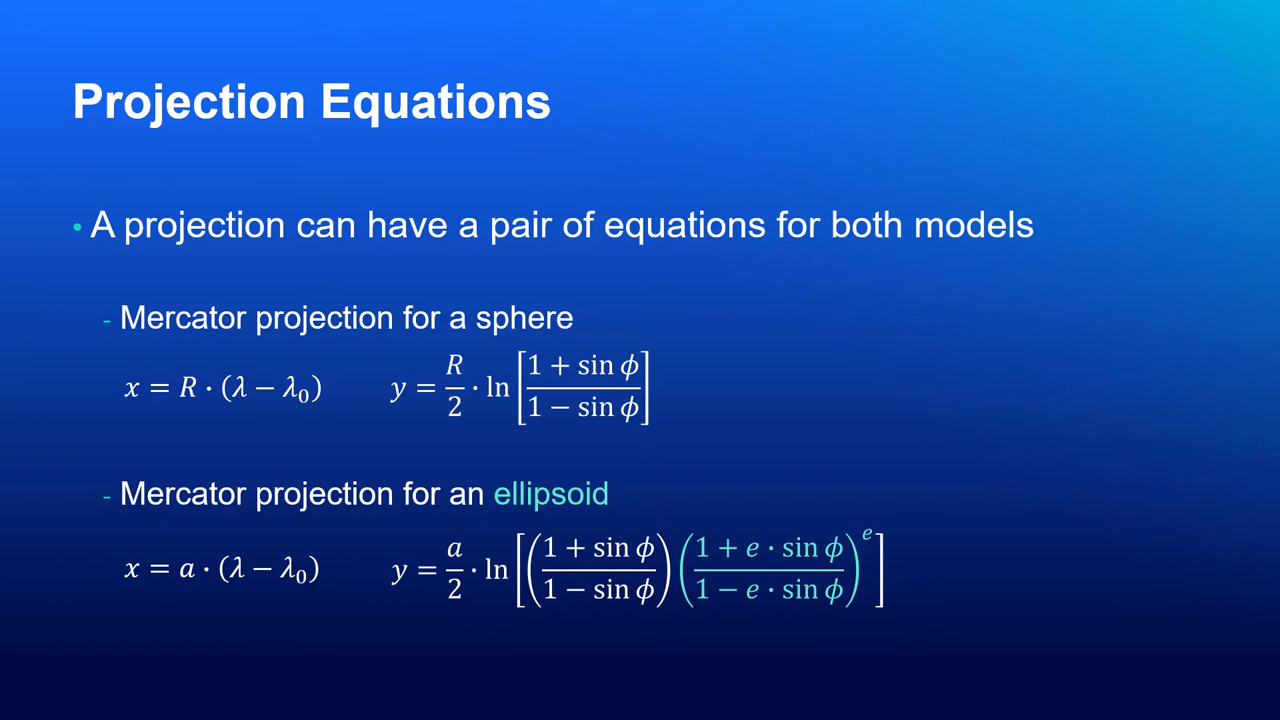 Projection Equations
• A projection can have a pair of equations for both models
- Mercator projection for a sphere
𝑥 = 𝑅 ⋅ (𝜆 − 𝜆₀)    𝑦 = 𝑅/2 ⋅ ln [(1 + sin 𝜙)/(1 − sin 𝜙)]
- Mercator projection for an ellipsoid
𝑥 = 𝑎 ⋅ (𝜆 − 𝜆₀)    𝑦 = 𝑎/2 ⋅ ln [((1 + sin 𝜙)/(1 − sin 𝜙)) ((1 + 𝑒 ⋅ sin 𝜙)/(1 − 𝑒 ⋅ sin 𝜙))^𝑒]